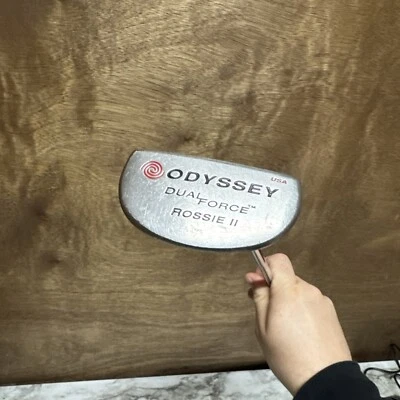 ODYSSEY USA
DUAL FORCE™
ROSSIE II